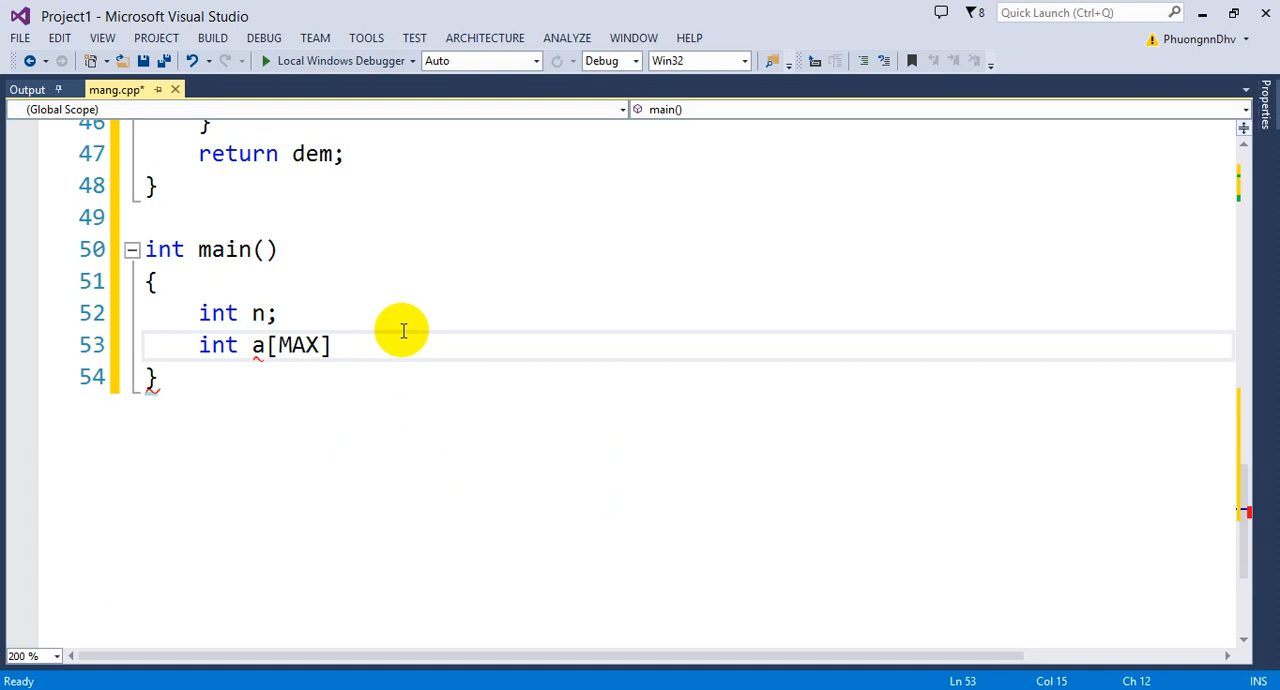 Project1 - Microsoft Visual Studio
8
Quick Launch (Ctrl+Q)
FILE EDIT VIEW PROJECT BUILD DEBUG TEAM TOOLS TEST ARCHITECTURE ANALYZE WINDOW HELP
PhuongnnDhv
Local Windows Debugger Auto Debug Win32
Output mang.cpp*
Properties
(Global Scope) main()
46 }
47 return dem;
48 }
49
50 int main()
51 {
52 int n;
53 int a[MAX]
54 }
200 %
Ready Ln 53 Col 15 Ch 12 INS